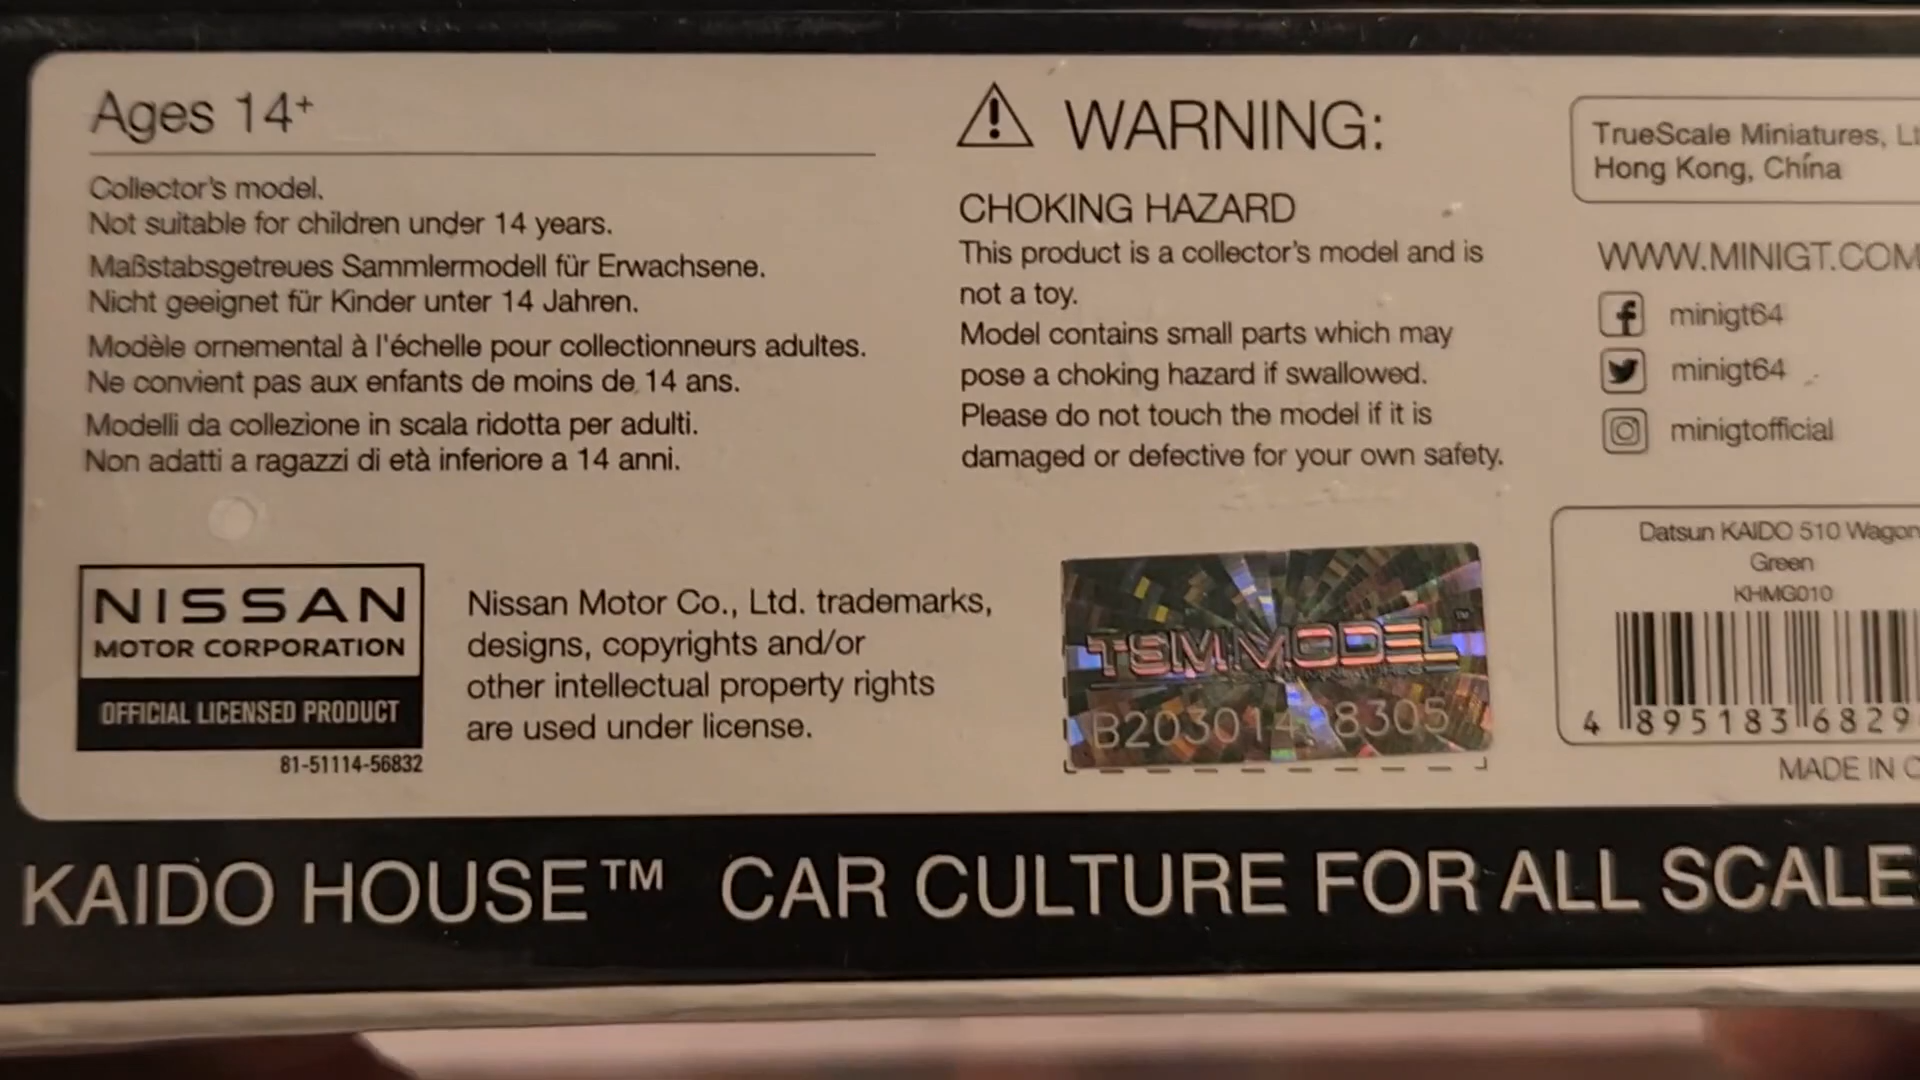 Ages 14+
Collector's model.
Not suitable for children under 14 years.
Maßstabsgetreues Sammlermodell für Erwachsene.
Nicht geeignet für Kinder unter 14 Jahren.
Modèle ornemental à l'échelle pour collectionneurs adultes.
Ne convient pas aux enfants de moins de 14 ans.
Modelli da collezione in scala ridotta per adulti.
Non adatti a ragazzi di età inferiore a 14 anni.
NISSAN
MOTOR CORPORATION
OFFICIAL LICENSED PRODUCT
81-51114-56832
Nissan Motor Co., Ltd. trademarks,
designs, copyrights and/or
other intellectual property rights
are used under license.
WARNING:
CHOKING HAZARD
This product is a collector's model and is
not a toy.
Model contains small parts which may
pose a choking hazard if swallowed.
Please do not touch the model if it is
damaged or defective for your own safety.
TSM MODEL™
TrueScale Miniatures,
Hong Kong, China
WWW.MINIGT.COM
minigt64
minigt64
minigtofficial
Datsun KAIDO 510 Wagon
Green
KHMG010
4 895183 6829
MADE IN
KAIDO HOUSE™ CAR CULTURE FOR ALL SCALE